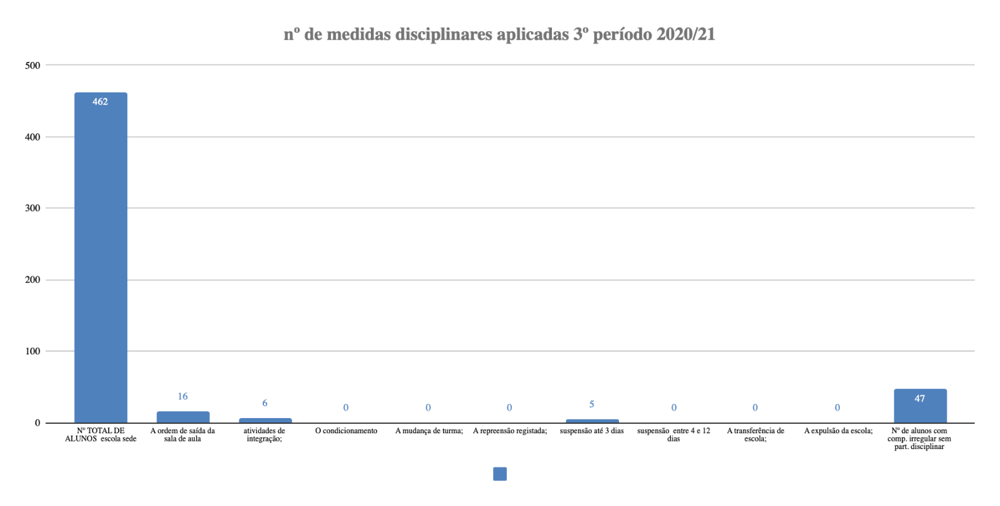 nº de medidas disciplinares aplicadas 3º período 2020/21
500
400
300
200
100
0
462
16
6
0
0
0
5
0
0
0
47
Nº TOTAL DE
ALUNOS  escola sede
A ordem de saída da
sala de aula
atividades de
integração;
O condicionamento
A mudança de turma;
A repreensão registada;
suspensão até 3 dias
suspensão  entre 4 e 12
dias
A transferência de
escola;
A expulsão da escola;
Nº de alunos com
comp. irregular sem
part. disciplinar